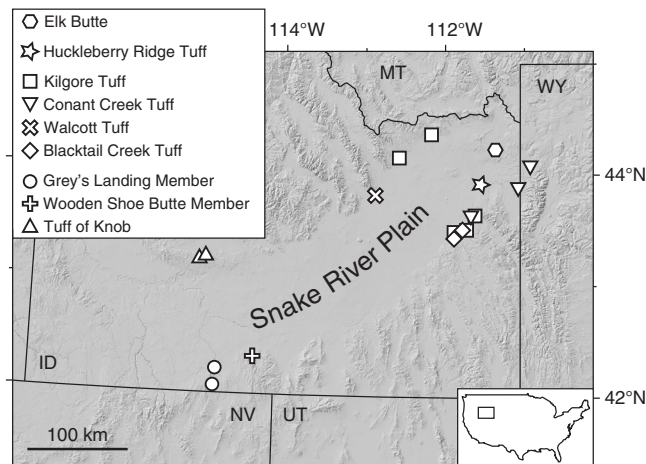 Elk Butte
Huckleberry Ridge Tuff
Kilgore Tuff
Conant Creek Tuff
Walcott Tuff
Blacktail Creek Tuff
Grey's Landing Member
Wooden Shoe Butte Member
Tuff of Knob
114°W
112°W
MT
WY
44°N
Snake River Plain
ID
NV
UT
42°N
100 km